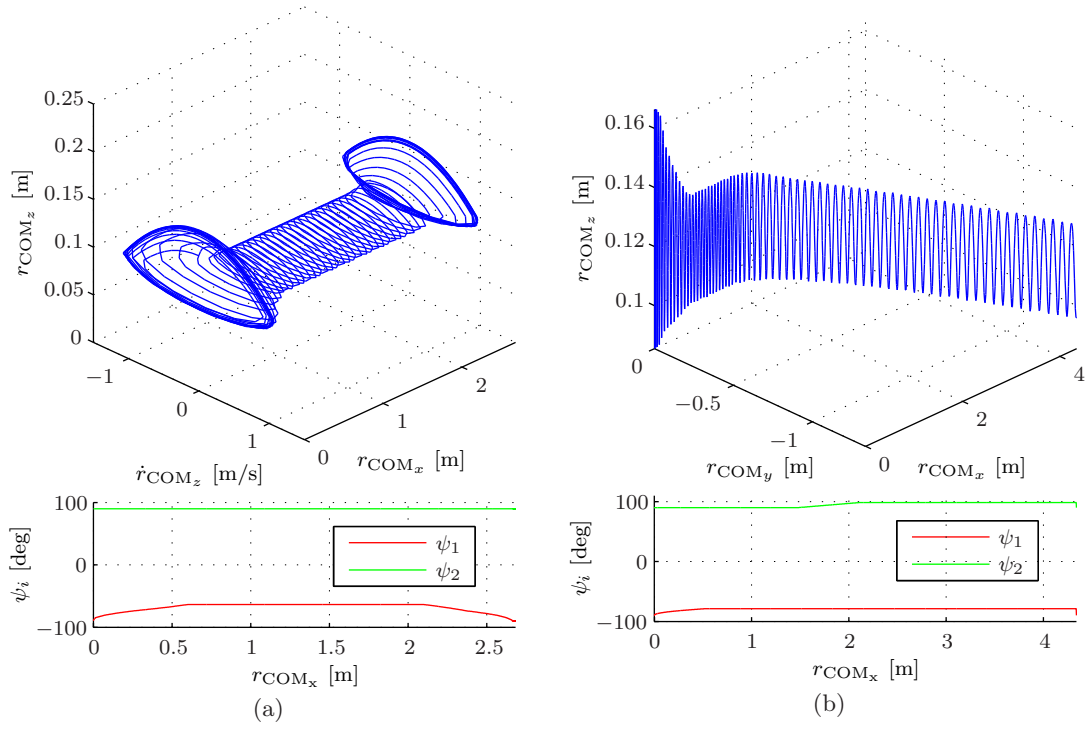 0.25
0.2
0.15
0.1
0.05
0
r_COM_z [m]
−1
0
1
ṙ_COM_z [m/s]
0
1
2
r_COM_x [m]
100
0
−100
ψ_i [deg]
ψ_1
ψ_2
0
0.5
1
1.5
2
2.5
r_COM_x [m]
(a)
0.16
0.14
0.12
0.1
r_COM_z [m]
0
−0.5
−1
r_COM_y [m]
0
2
4
r_COM_x [m]
100
0
−100
ψ_i [deg]
ψ_1
ψ_2
0
1
2
3
4
r_COM_x [m]
(b)